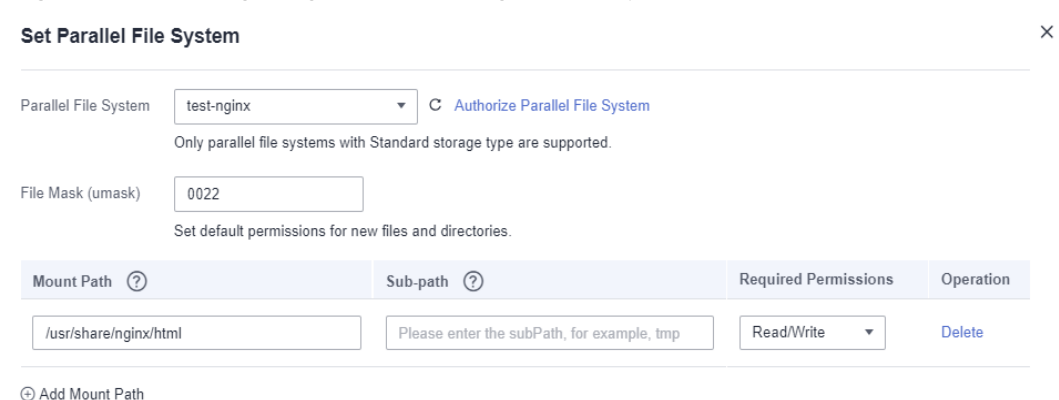 Set Parallel File System
Parallel File System test-nginx Authorize Parallel File System
Only parallel file systems with Standard storage type are supported.
File Mask (umask) 0022
Set default permissions for new files and directories.
Mount Path ? Sub-path ? Required Permissions Operation
/usr/share/nginx/html Please enter the subPath, for example, tmp Read/Write Delete
Add Mount Path